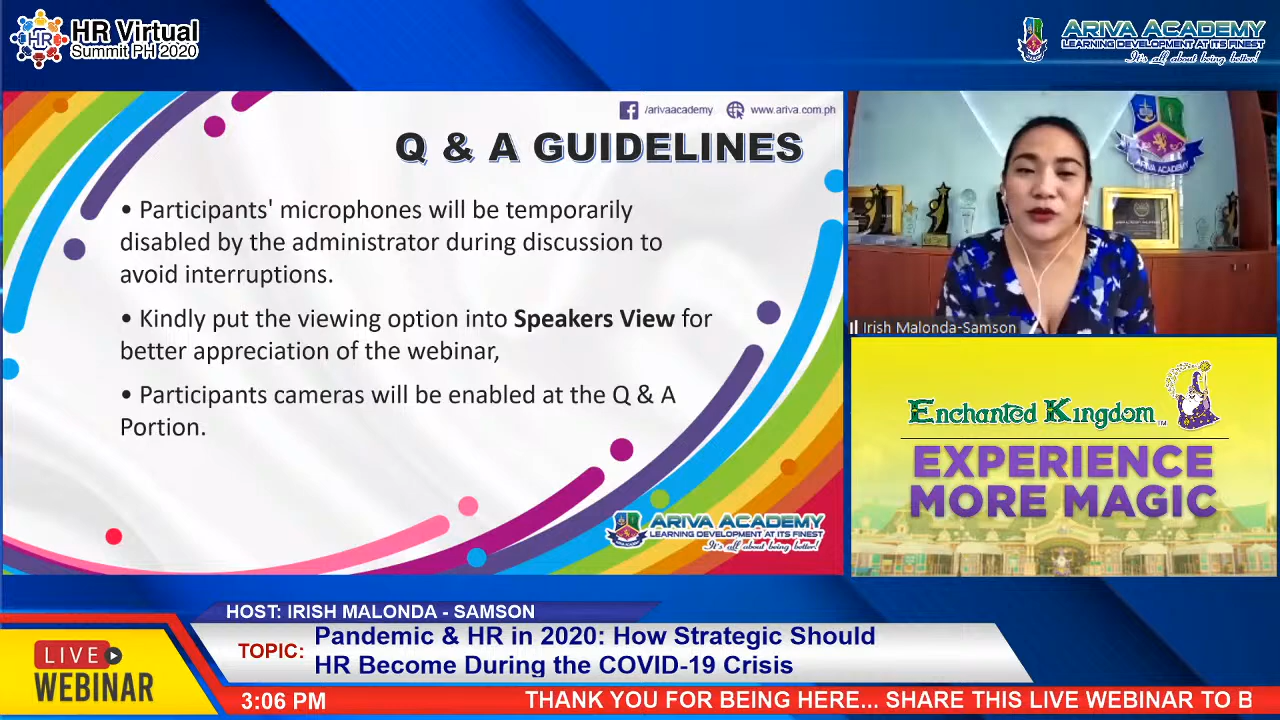 HR Virtual
Summit PH 2020
HR
ARIVA ACADEMY
LEARNING DEVELOPMENT AT ITS FINEST
It's all about being better!
/arivaacademy www.ariva.com.ph
Q & A GUIDELINES
• Participants' microphones will be temporarily
disabled by the administrator during discussion to
avoid interruptions.
• Kindly put the viewing option into Speakers View for
better appreciation of the webinar,
• Participants cameras will be enabled at the Q & A
Portion.
ARIVA ACADEMY
LEARNING DEVELOPMENT AT ITS FINEST
It's all about being better!
ARIVA ACADEMY
Irish Malonda-Samson
Enchanted Kingdom TM
EXPERIENCE
MORE MAGIC
HOST: IRISH MALONDA - SAMSON
LIVE
WEBINAR
TOPIC: Pandemic & HR in 2020: How Strategic Should
HR Become During the COVID-19 Crisis
3:06 PM THANK YOU FOR BEING HERE... SHARE THIS LIVE WEBINAR TO B